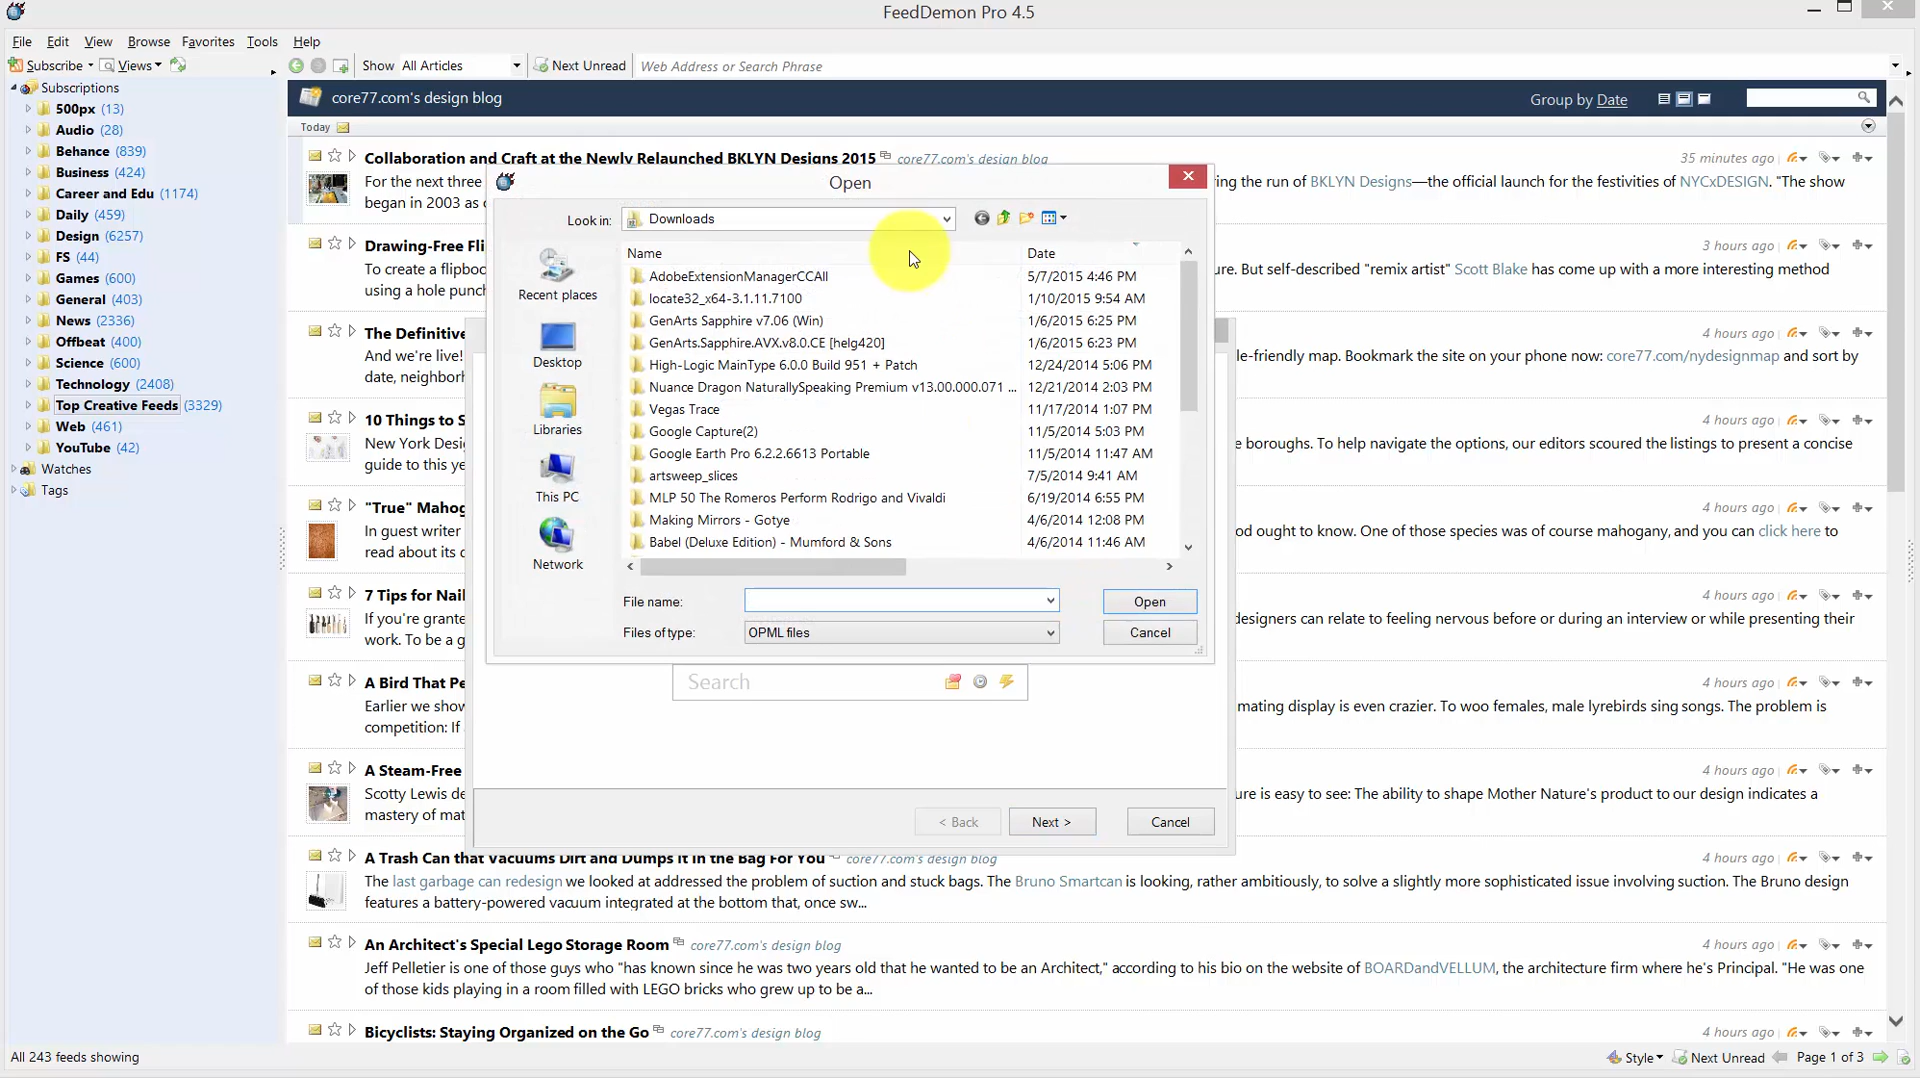 FeedDemon Pro 4.5
File Edit View Browse Favorites Tools Help
Subscribe Views Show All Articles Next Unread Web Address or Search Phrase
Subscriptions
500px (13)
Audio (28)
Behance (839)
Business (424)
Career and Edu (1174)
Daily (459)
Design (6257)
FS (44)
Games (600)
General (403)
News (2336)
Offbeat (400)
Science (600)
Technology (2408)
Top Creative Feeds (3329)
Web (461)
YouTube (42)
Watches
Tags
core77.com's design blog Group by Date
Today
Collaboration and Craft at the Newly Relaunched BKLYN Designs 2015 core77.com's design blog 35 minutes ago
For the next three ring the run of BKLYN Designs—the official launch for the festivities of NYCxDESIGN. "The show
began in 2003 as
Drawing-Free Fli 3 hours ago
To create a flipboo ure. But self-described "remix artist" Scott Blake has come up with a more interesting method
using a hole punch
The Definitive 4 hours ago
And we're live! le-friendly map. Bookmark the site on your phone now: core77.com/nydesignmap and sort by
date, neighborh
10 Things to S 4 hours ago
New York Desig e boroughs. To help navigate the options, our editors scoured the listings to present a concise
guide to this ye
"True" Mahog 4 hours ago
In guest writer ood ought to know. One of those species was of course mahogany, and you can click here to
read about its d
7 Tips for Nail 4 hours ago
If you're grante designers can relate to feeling nervous before or during an interview or while presenting their
work. To be a g
A Bird That Pe 4 hours ago
Earlier we show mating display is even crazier. To woo females, male lyrebirds sing songs. The problem is
competition: If
A Steam-Free 4 hours ago
Scotty Lewis de ure is easy to see: The ability to shape Mother Nature's product to our design indicates a
mastery of mat
A Trash Can that Vacuums Dirt and Dumps It in the Bag For You core77.com's design blog 4 hours ago
The last garbage can redesign we looked at addressed the problem of suction and stuck bags. The Bruno Smartcan is looking, rather ambitiously, to solve a slightly more sophisticated issue involving suction. The Bruno design
features a battery-powered vacuum integrated at the bottom that, once sw...
An Architect's Special Lego Storage Room core77.com's design blog 4 hours ago
Jeff Pelletier is one of those guys who "has known since he was two years old that he wanted to be an Architect," according to his bio on the website of BOARDandVELLUM, the architecture firm where he's Principal. "He was one
of those kids playing in a room filled with LEGO bricks who grew up to be a...
Bicyclists: Staying Organized on the Go core77.com's design blog 4 hours ago
Open
Look in: Downloads
Recent places
Desktop
Libraries
This PC
Network
Name Date
AdobeExtensionManagerCCAll 5/7/2015 4:46 PM
locate32_x64-3.1.11.7100 1/10/2015 9:54 AM
GenArts Sapphire v7.06 (Win) 1/6/2015 6:25 PM
GenArts.Sapphire.AVX.v8.0.CE [helg420] 1/6/2015 6:23 PM
High-Logic MainType 6.0.0 Build 951 + Patch 12/24/2014 5:06 PM
Nuance Dragon NaturallySpeaking Premium v13.00.000.071 ... 12/21/2014 2:03 PM
Vegas Trace 11/17/2014 1:07 PM
Google Capture(2) 11/5/2014 5:03 PM
Google Earth Pro 6.2.2.6613 Portable 11/5/2014 11:47 AM
artsweep_slices 7/5/2014 9:41 AM
MLP 50 The Romeros Perform Rodrigo and Vivaldi 6/19/2014 6:55 PM
Making Mirrors - Gotye 4/6/2014 12:08 PM
Babel (Deluxe Edition) - Mumford & Sons 4/6/2014 11:46 AM
File name: Open
Files of type: OPML files Cancel
Search
< Back Next > Cancel
All 243 feeds showing Style Next Unread Page 1 of 3